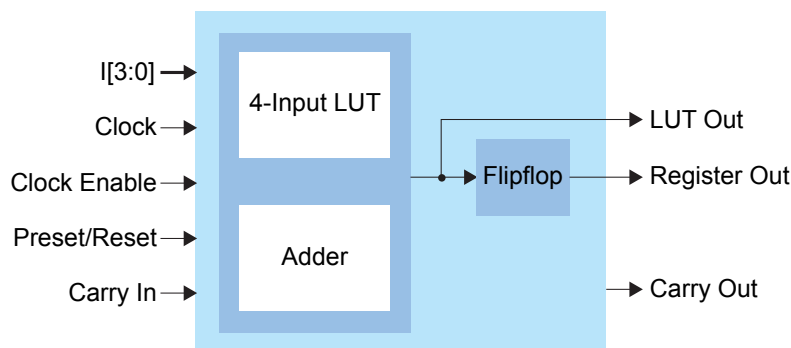 I[3:0]
Clock
Clock Enable
Preset/Reset
Carry In
4-Input LUT
Adder
Flipflop
LUT Out
Register Out
Carry Out